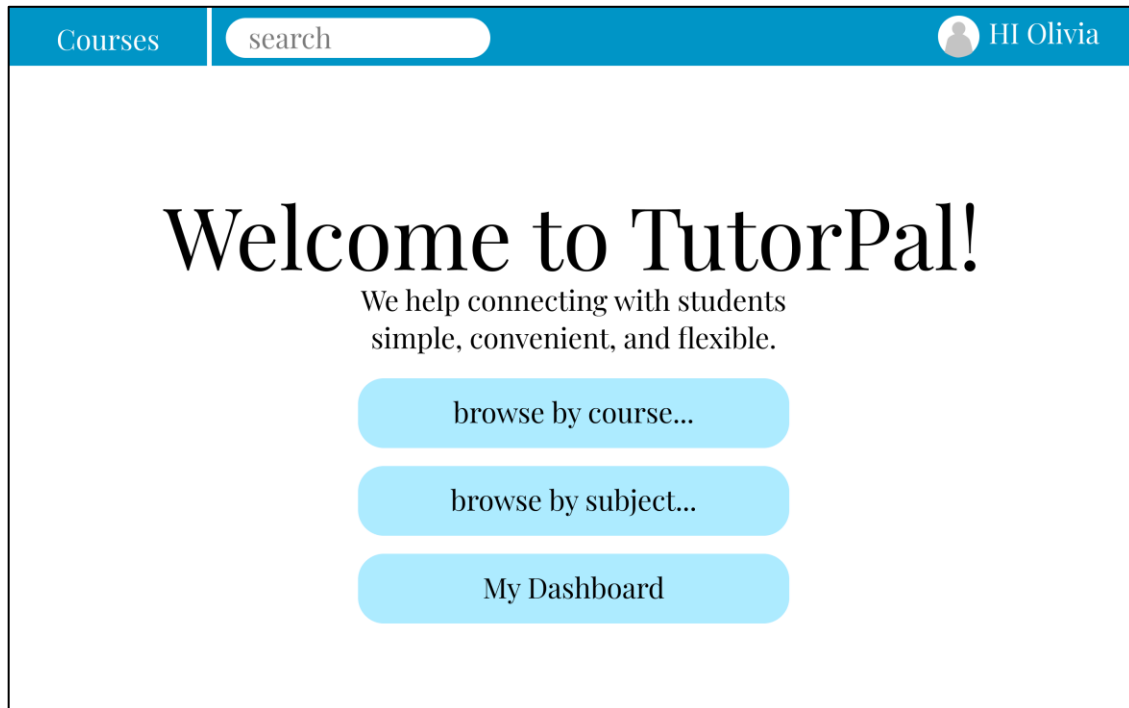 Courses
search
HI Olivia
Welcome to TutorPal!
We help connecting with students
simple, convenient, and flexible.
browse by course...
browse by subject...
My Dashboard